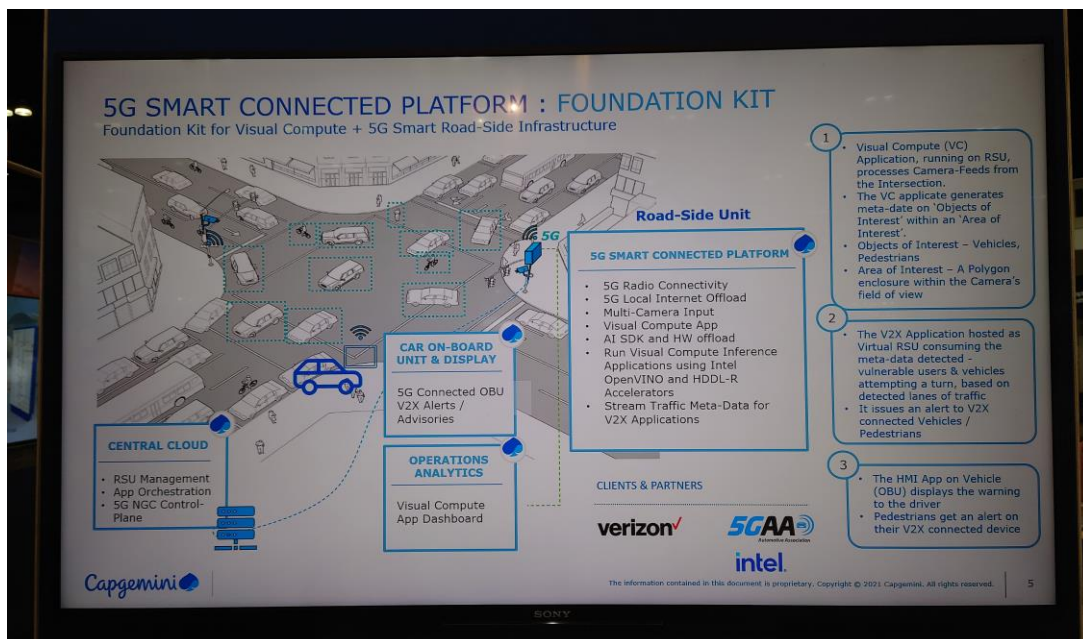 5G SMART CONNECTED PLATFORM : FOUNDATION KIT
Foundation Kit for Visual Compute + 5G Smart Road-Side Infrastructure
5G
Road-Side Unit
5G SMART CONNECTED PLATFORM
• 5G Radio Connectivity
• 5G Local Internet Offload
• Multi-Camera Input
• Visual Compute App
• AI SDK and HW offload
• Run Visual Compute Inference
Applications using Intel
OpenVINO and HDDL-R
Accelerators
• Stream Traffic Meta-Data for
V2X Applications
CAR ON-BOARD
UNIT & DISPLAY
5G Connected OBU
V2X Alerts /
Advisories
CENTRAL CLOUD
• RSU Management
• App Orchestration
• 5G NGC Control-
Plane
OPERATIONS
ANALYTICS
Visual Compute
App Dashboard
CLIENTS & PARTNERS
verizon✓
5GAA
Automotive Association
intel.
1
• Visual Compute (VC)
Application, running on RSU,
processes Camera-Feeds from
the Intersection.
• The VC applicate generates
meta-date on 'Objects of
Interest' within an 'Area of
Interest'.
• Objects of Interest – Vehicles,
Pedestrians
• Area of Interest – A Polygon
enclosure within the Camera's
field of view
2
• The V2X Application hosted as
Virtual RSU consuming the
meta-data detected -
vulnerable users & vehicles
attempting a turn, based on
detected lanes of traffic
• It issues an alert to V2X
connected Vehicles /
Pedestrians
3
• The HMI App on Vehicle
(OBU) displays the warning
to the driver
• Pedestrians get an alert on
their V2X connected device
Capgemini
The information contained in this document is proprietary. Copyright © 2021 Capgemini. All rights reserved.
5
SONY